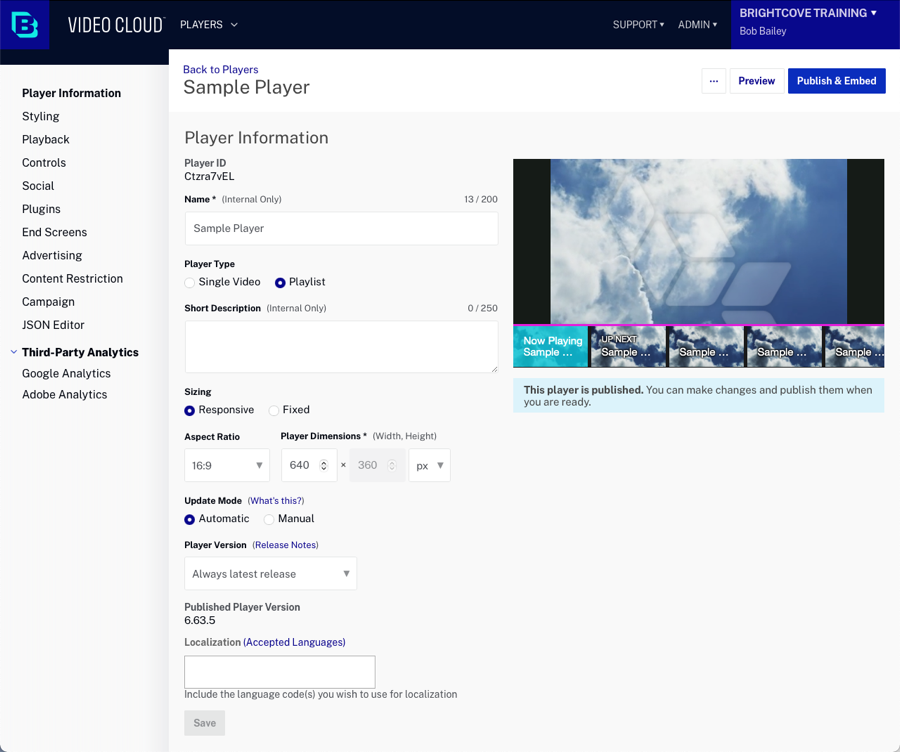 VIDEO CLOUD
PLAYERS
SUPPORT
ADMIN
BRIGHTCOVE TRAINING
Bob Bailey
Player Information
Styling
Playback
Controls
Social
Plugins
End Screens
Advertising
Content Restriction
Campaign
JSON Editor
Third-Party Analytics
Google Analytics
Adobe Analytics
Back to Players
Sample Player
...
Preview
Publish & Embed
Player Information
Player ID
Ctzra7vEL
Name * (Internal Only) 13 / 200
Sample Player
Player Type
Single Video Playlist
Short Description (Internal Only) 0 / 250
Sizing
Responsive Fixed
Aspect Ratio Player Dimensions * (Width, Height)
16:9 640 × 360 px
Update Mode (What's this?)
Automatic Manual
Player Version (Release Notes)
Always latest release
Published Player Version
6.63.5
Localization (Accepted Languages)
Include the language code(s) you wish to use for localization
Save
Now Playing
Sample ...
UP NEXT
Sample ...
Sample ...
Sample ...
Sample ...
This player is published. You can make changes and publish them when
you are ready.